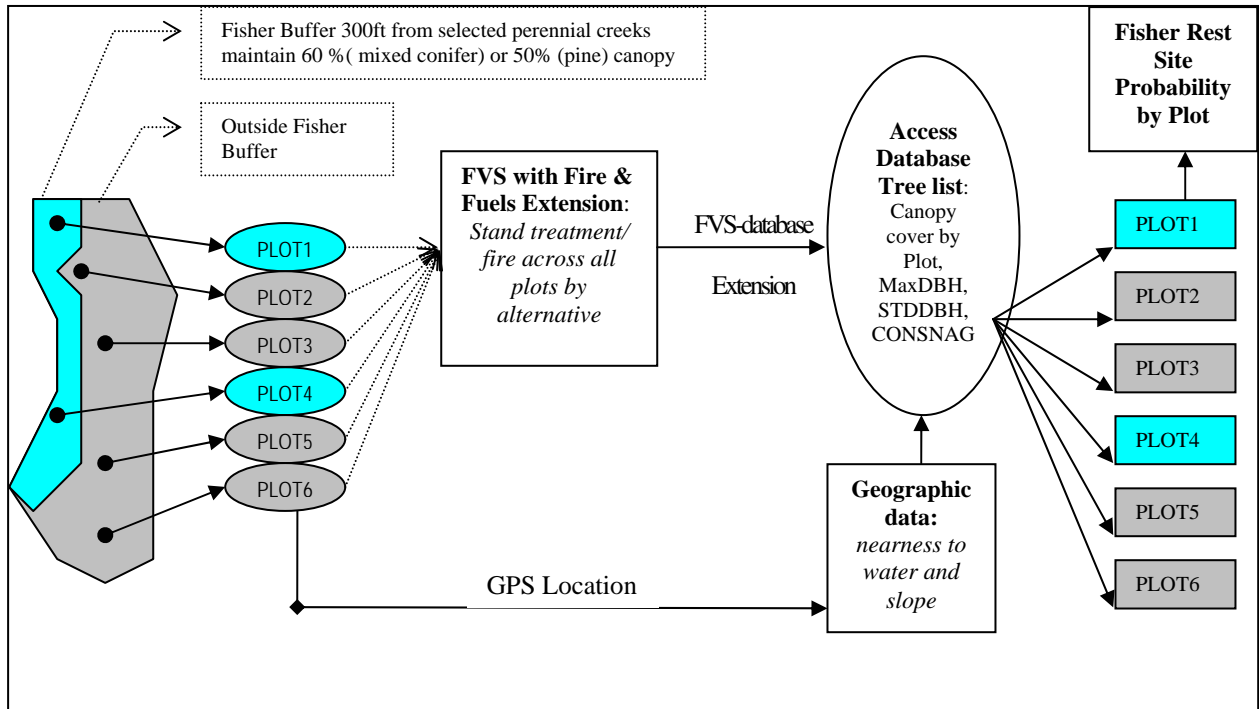 Fisher Buffer 300ft from selected perennial creeks
maintain 60 %( mixed conifer) or 50% (pine) canopy
Outside Fisher
Buffer
PLOT1
PLOT2
PLOT3
PLOT4
PLOT5
PLOT6
FVS with Fire &
Fuels Extension:
Stand treatment/
fire across all
plots by
alternative
FVS-database
Extension
GPS Location
Access
Database
Tree list:
Canopy
cover by
Plot,
MaxDBH,
STDDBH,
CONSNAG
Geographic
data:
nearness to
water and
slope
Fisher Rest
Site
Probability
by Plot
PLOT1
PLOT2
PLOT3
PLOT4
PLOT5
PLOT6